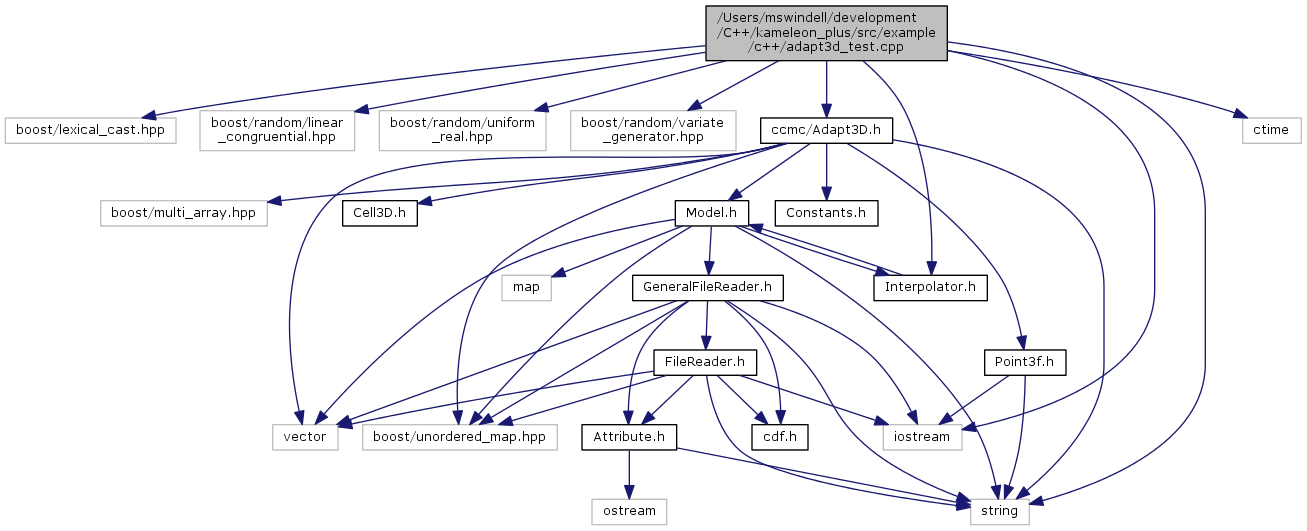 /Users/mswindell/development
/C++/kameleon_plus/src/example
/c++/adapt3d_test.cpp
boost/lexical_cast.hpp
boost/random/linear
_congruential.hpp
boost/random/uniform
_real.hpp
boost/random/variate
_generator.hpp
ccmc/Adapt3D.h
ctime
boost/multi_array.hpp
Cell3D.h
Model.h
Constants.h
map
GeneralFileReader.h
Interpolator.h
FileReader.h
Point3f.h
vector
boost/unordered_map.hpp
Attribute.h
cdf.h
iostream
ostream
string